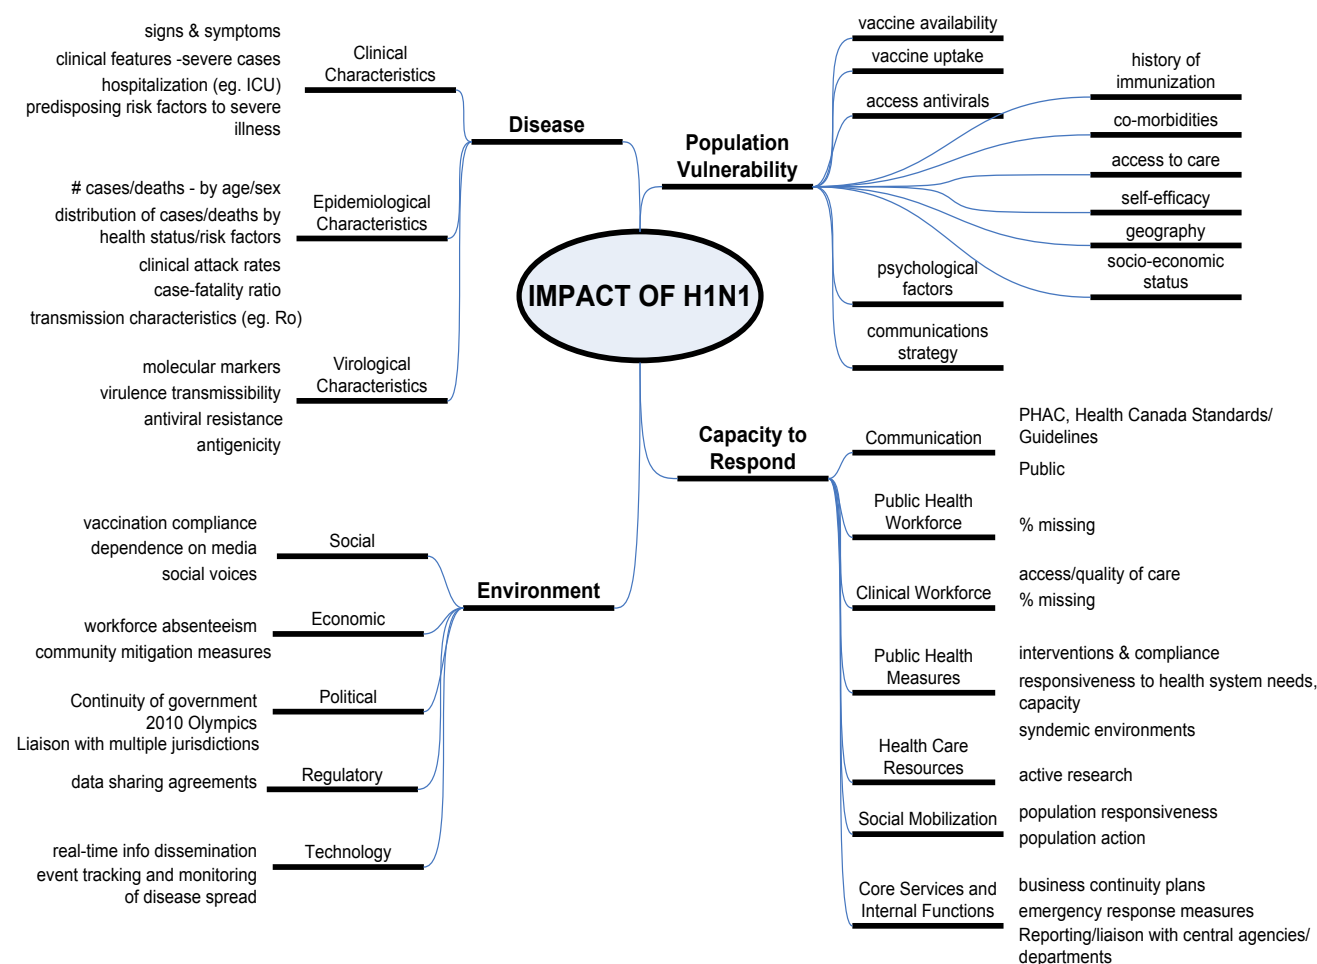 IMPACT OF H1N1
Disease
Clinical
Characteristics
signs & symptoms
clinical features -severe cases
hospitalization (eg. ICU)
predisposing risk factors to severe
illness
Epidemiological
Characteristics
# cases/deaths - by age/sex
distribution of cases/deaths by
health status/risk factors
clinical attack rates
case-fatality ratio
transmission characteristics (eg. Ro)
Virological
Characteristics
molecular markers
virulence transmissibility
antiviral resistance
antigenicity
Population
Vulnerability
vaccine availability
vaccine uptake
access antivirals
history of
immunization
co-morbidities
access to care
self-efficacy
geography
socio-economic
status
psychological
factors
communications
strategy
Environment
Social
vaccination compliance
dependence on media
social voices
Economic
workforce absenteeism
community mitigation measures
Political
Continuity of government
2010 Olympics
Liaison with multiple jurisdictions
Regulatory
data sharing agreements
Technology
real-time info dissemination
event tracking and monitoring
of disease spread
Capacity to
Respond
Communication
PHAC, Health Canada Standards/
Guidelines
Public
Public Health
Workforce
% missing
Clinical Workforce
access/quality of care
% missing
Public Health
Measures
interventions & compliance
responsiveness to health system needs,
capacity
syndemic environments
Health Care
Resources
active research
Social Mobilization
population responsiveness
population action
Core Services and
Internal Functions
business continuity plans
emergency response measures
Reporting/liaison with central agencies/
departments